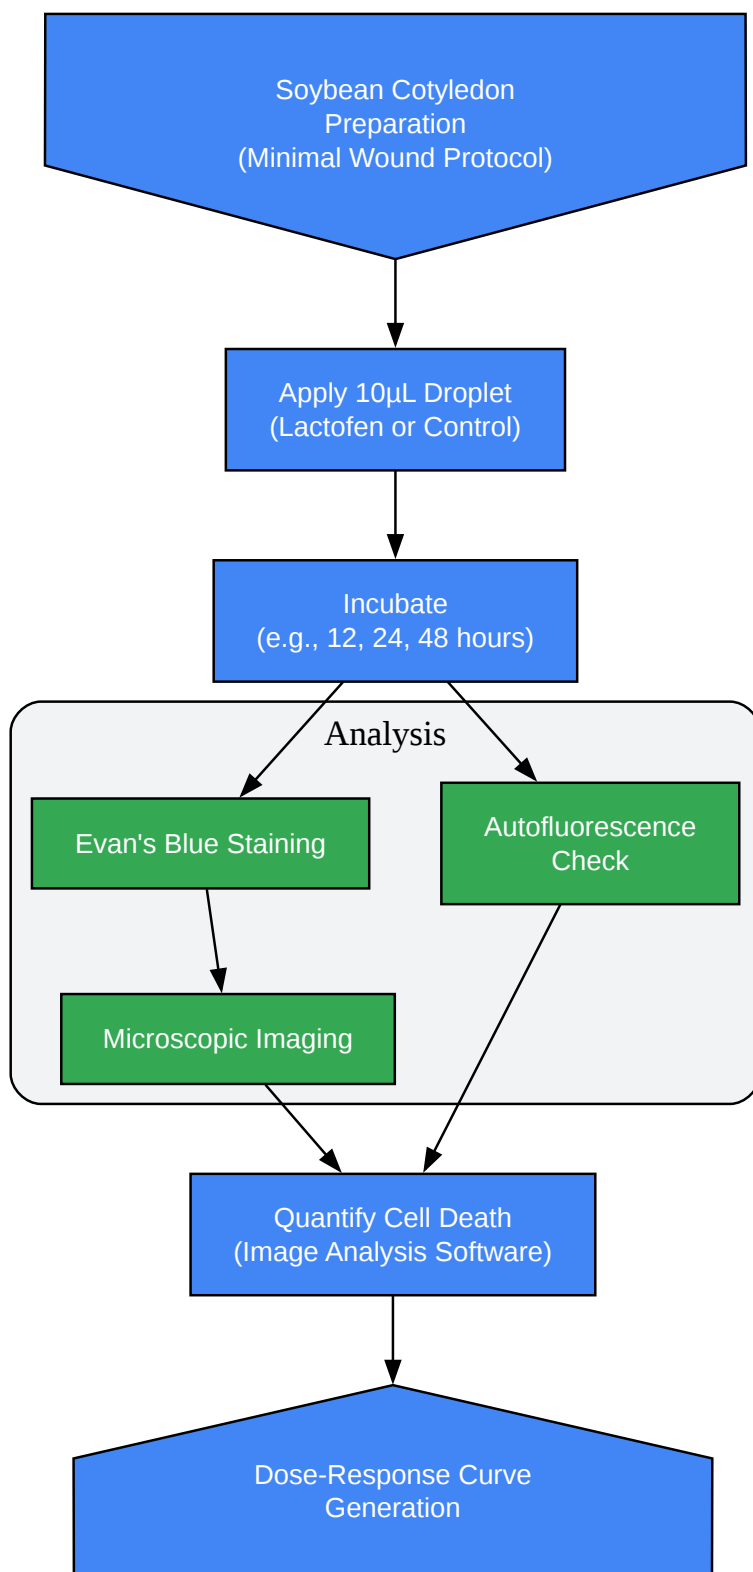 Soybean Cotyledon
Preparation
(Minimal Wound Protocol)
Apply 10µL Droplet
(Lactofen or Control)
Incubate
(e.g., 12, 24, 48 hours)
Analysis
Evan's Blue Staining
Autofluorescence
Check
Microscopic Imaging
Quantify Cell Death
(Image Analysis Software)
Dose-Response Curve
Generation